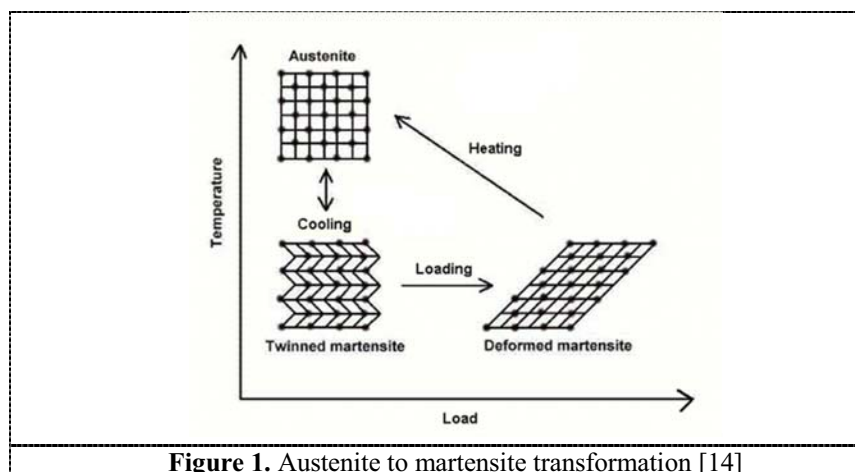 Austenite
Heating
Temperature
Cooling
Loading
Twinned martensite
Deformed martensite
Load
Figure 1. Austenite to martensite transformation [14]